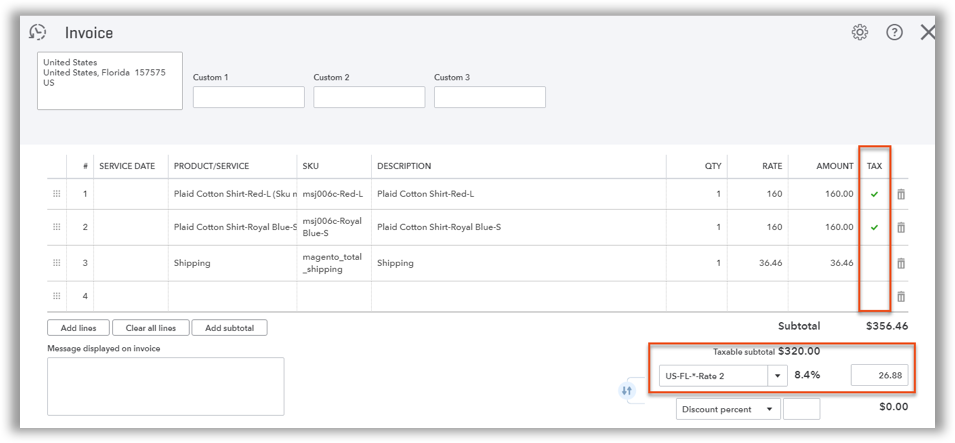 Invoice
United States
United States, Florida 157575
US
Custom 1 Custom 2 Custom 3
# SERVICE DATE PRODUCT/SERVICE SKU DESCRIPTION QTY RATE AMOUNT TAX
1 Plaid Cotton Shirt-Red-L (Sku msj006c-Red-L Plaid Cotton Shirt-Red-L 1 160 160.00
2 Plaid Cotton Shirt-Royal Blue-S msj006c-Royal Plaid Cotton Shirt-Royal Blue-S 1 160 160.00
Blue-S
3 Shipping magento_total Shipping 1 36.46 36.46
_shipping
4
Add lines Clear all lines Add subtotal Subtotal $356.46
Message displayed on invoice Taxable subtotal $320.00
US-FL-*-Rate 2 8.4% 26.88
Discount percent $0.00